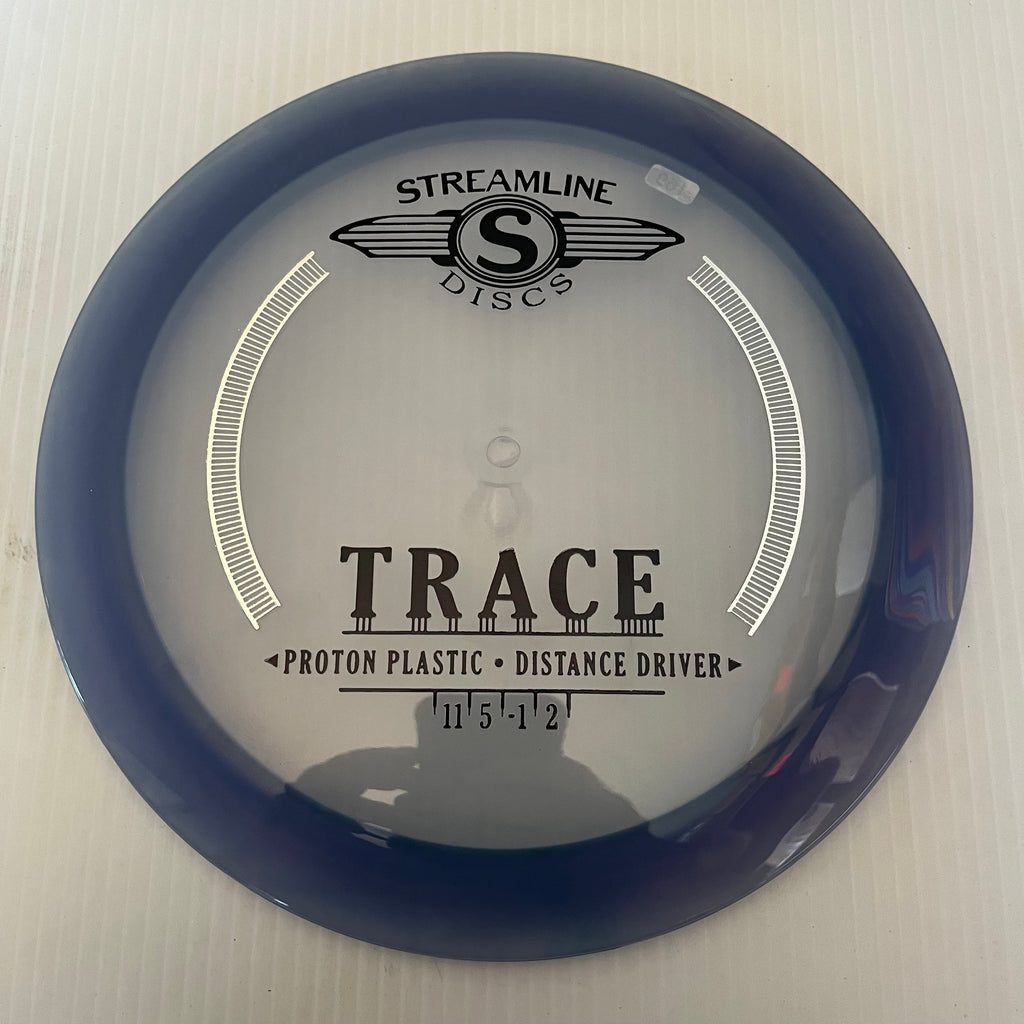 STREAMLINE
S
DISCS
TRACE
◄PROTON PLASTIC • DISTANCE DRIVER►
11 5 -1 2